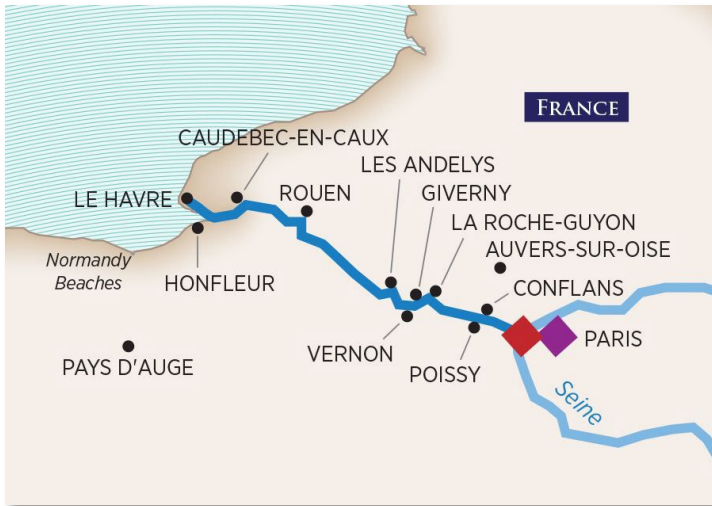 FRANCE
CAUDEBEC-EN-CAUX
LES ANDELYS
LE HAVRE
ROUEN
GIVERNY
LA ROCHE-GUYON
AUVERS-SUR-OISE
Normandy
Beaches
HONFLEUR
CONFLANS
VERNON
PARIS
PAYS D'AUGE
POISSY
Seine